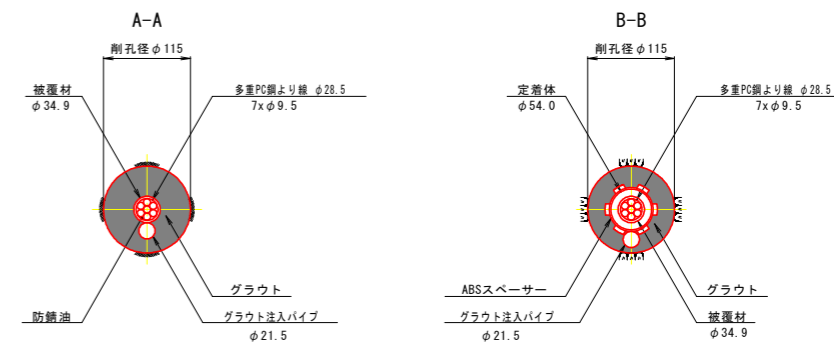 A-A
削孔径φ115
被覆材
φ34.9
多重PC鋼より線 φ28.5
7xφ9.5
グラウト
防錆油
グラウト注入パイプ
φ21.5
B-B
削孔径φ115
定着体
φ54.0
多重PC鋼より線 φ28.5
7xφ9.5
ABSスペーサー
グラウト
グラウト注入パイプ
φ21.5
被覆材
φ34.9